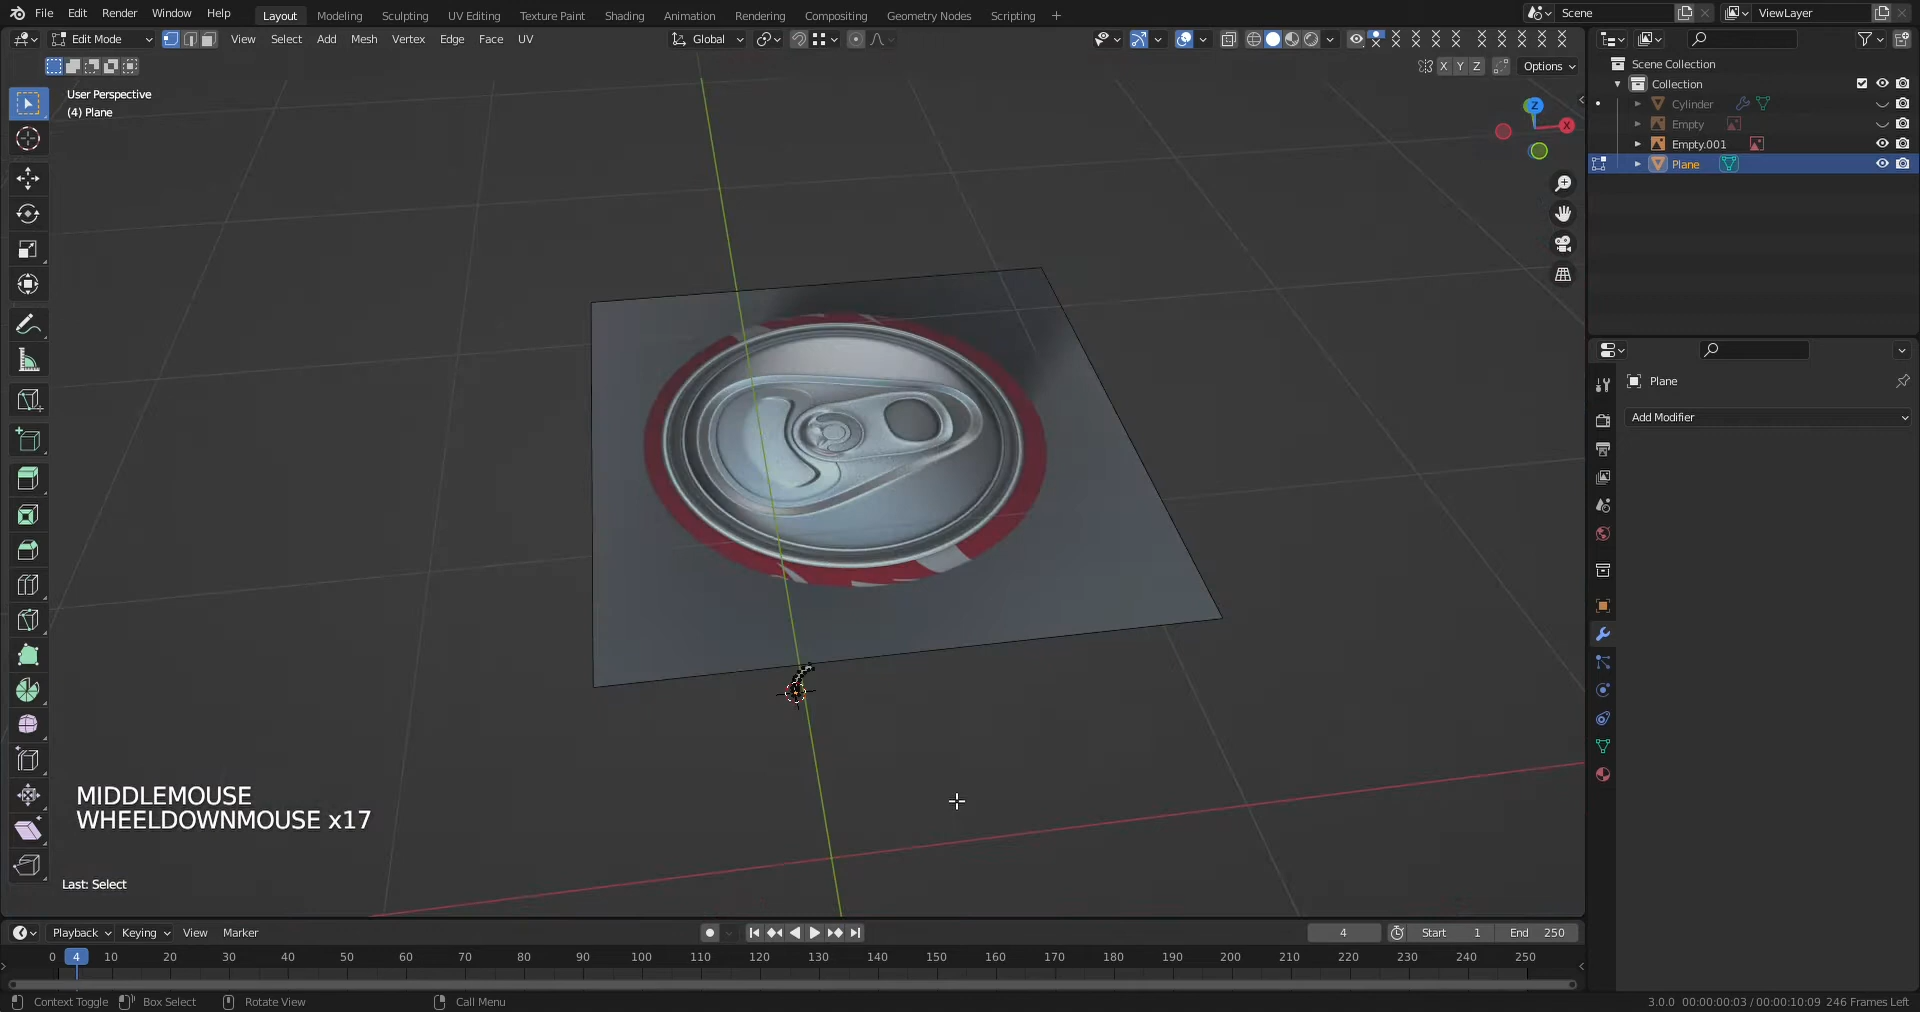 File Edit Render Window Help Layout Modeling Sculpting UV Editing Texture Paint Shading Animation Rendering Compositing Geometry Nodes Scripting + Scene ViewLayer
Edit Mode View Select Add Mesh Vertex Edge Face UV Global
X Y Z Options
User Perspective
(4) Plane
Z
X
Scene Collection
Collection
Cylinder
Empty
Empty.001
Plane
Plane
Add Modifier
MIDDLEMOUSE
WHEELDOWNMOUSE x17
Last: Select
Playback Keying View Marker 4 Start 1 End 250
0 4 10 20 30 40 50 60 70 80 90 100 110 120 130 140 150 160 170 180 190 200 210 220 230 240 250
Context Toggle Box Select Rotate View Call Menu 3.0.0 00:00:00:03 / 00:00:10:09 246 Frames Left